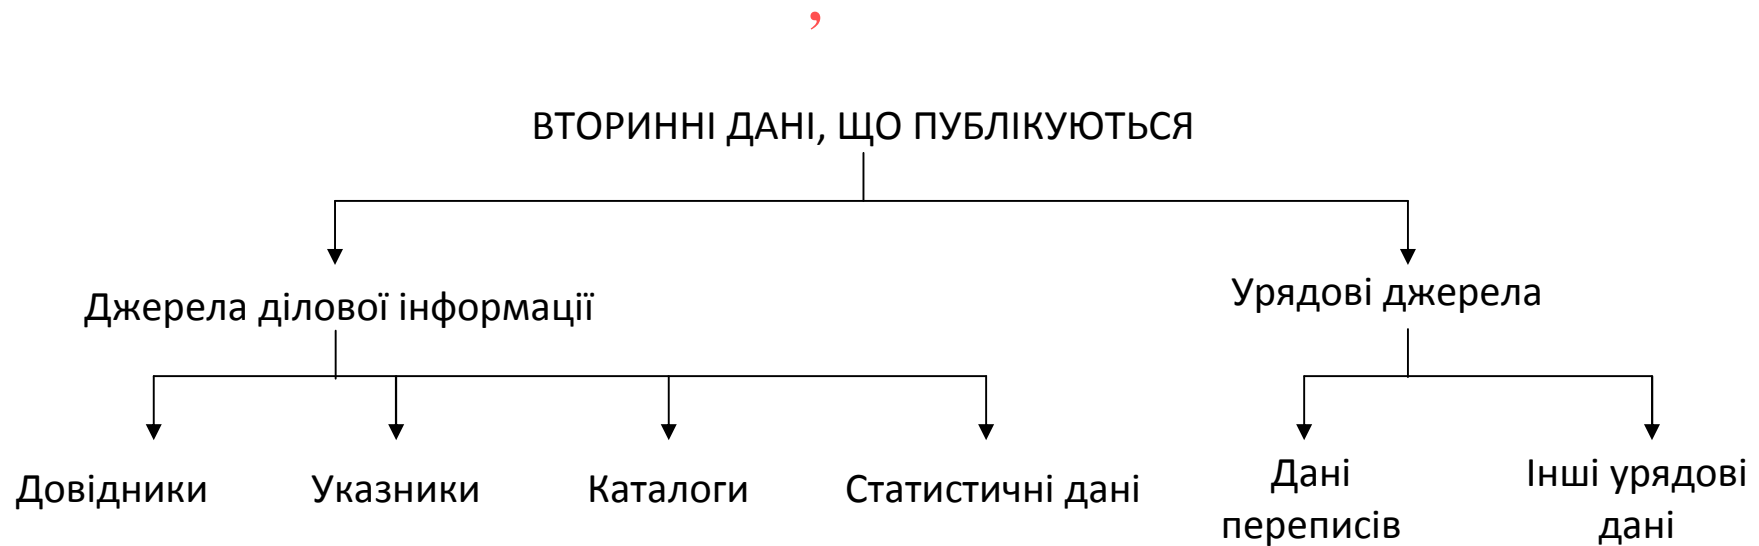 ,
ВТОРИННІ ДАНІ, ЩО ПУБЛІКУЮТЬСЯ
Джерела ділової інформації
Урядові джерела
Довідники
Указники
Каталоги
Статистичні дані
Дані
переписів
Інші урядові
дані